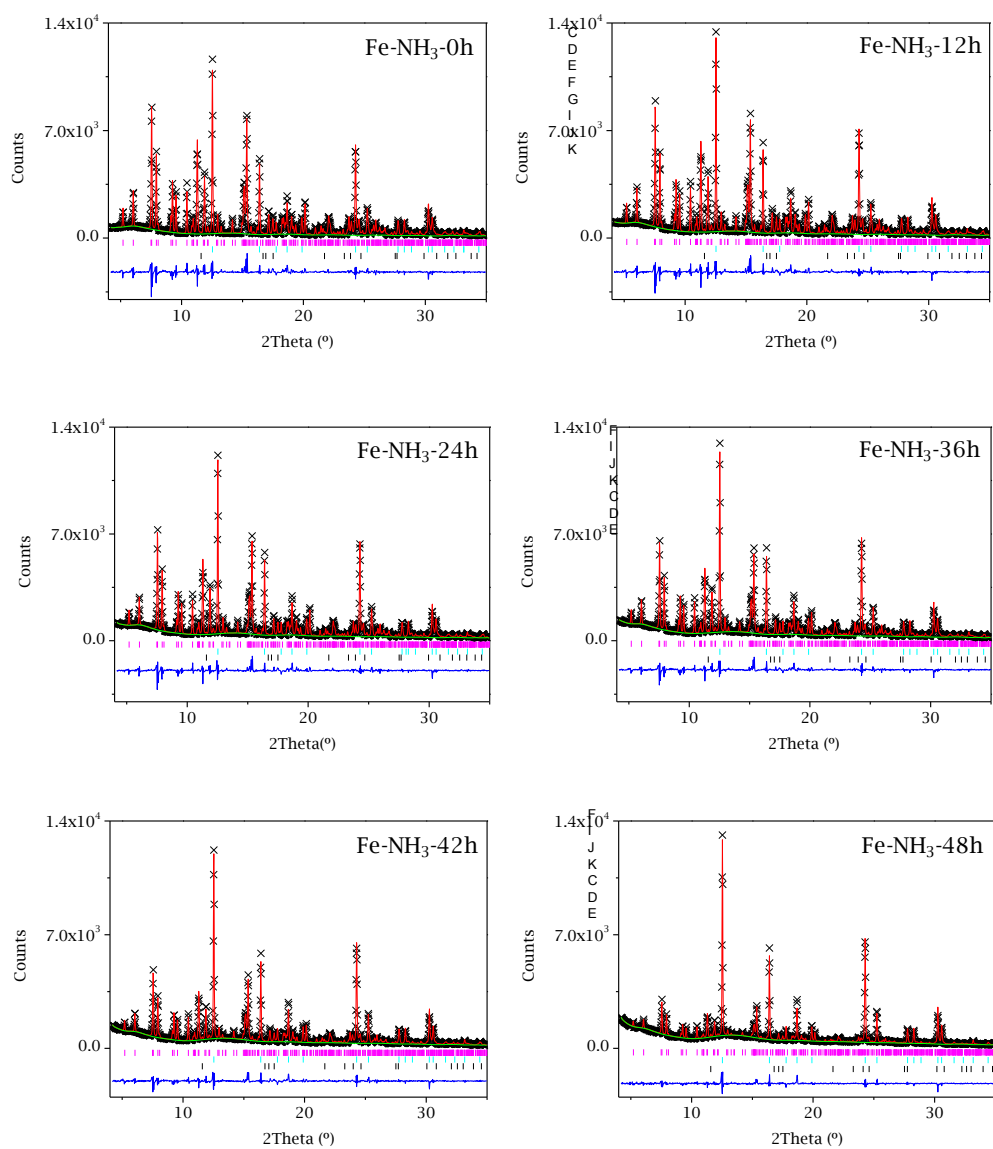 1.4x10⁴
Fe-NH₃-0h
7.0x10³
0.0
Counts
10 20 30
2Theta (º)
1.4x10⁴
C
D
E
F
G
I
J
K
Fe-NH₃-12h
7.0x10³
0.0
Counts
10 20 30
2Theta (º)
1.4x10⁴
Fe-NH₃-24h
7.0x10³
0.0
Counts
10 20 30
2Theta(º)
1.4x10⁴
F
I
J
K
C
D
E
Fe-NH₃-36h
7.0x10³
0.0
Counts
10 20 30
2Theta (º)
1.4x10⁴
Fe-NH₃-42h
7.0x10³
0.0
Counts
10 20 30
2Theta (º)
1.4x10⁴
F
I
J
K
C
D
E
Fe-NH₃-48h
7.0x10³
0.0
Counts
10 20 30
2Theta (º)